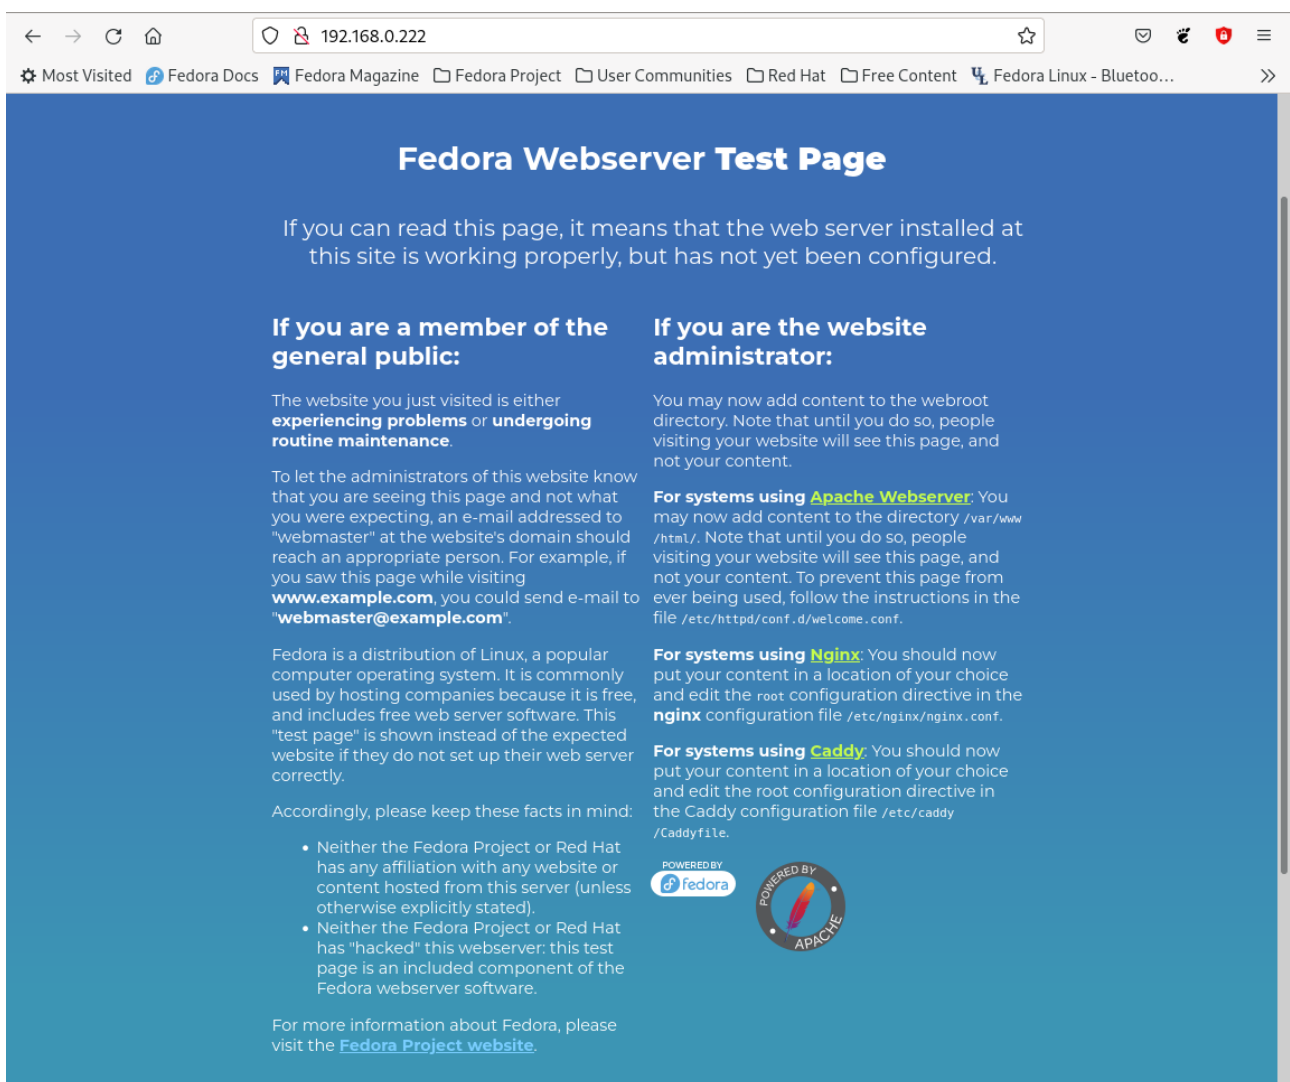 192.168.0.222
Most Visited Fedora Docs Fedora Magazine Fedora Project User Communities Red Hat Free Content Fedora Linux - Bluetoo...
Fedora Webserver Test Page
If you can read this page, it means that the web server installed at
this site is working properly, but has not yet been configured.
If you are a member of the
general public:
The website you just visited is either
experiencing problems or undergoing
routine maintenance.
To let the administrators of this website know
that you are seeing this page and not what
you were expecting, an e-mail addressed to
"webmaster" at the website's domain should
reach an appropriate person. For example, if
you saw this page while visiting
www.example.com, you could send e-mail to
"webmaster@example.com".
Fedora is a distribution of Linux, a popular
computer operating system. It is commonly
used by hosting companies because it is free,
and includes free web server software. This
"test page" is shown instead of the expected
website if they do not set up their web server
correctly.
Accordingly, please keep these facts in mind:
• Neither the Fedora Project or Red Hat
has any affiliation with any website or
content hosted from this server (unless
otherwise explicitly stated).
• Neither the Fedora Project or Red Hat
has "hacked" this webserver: this test
page is an included component of the
Fedora webserver software.
For more information about Fedora, please
visit the Fedora Project website.
If you are the website
administrator:
You may now add content to the webroot
directory. Note that until you do so, people
visiting your website will see this page, and
not your content.
For systems using Apache Webserver: You
may now add content to the directory /var/www
/html/. Note that until you do so, people
visiting your website will see this page, and
not your content. To prevent this page from
ever being used, follow the instructions in the
file /etc/httpd/conf.d/welcome.conf.
For systems using Nginx: You should now
put your content in a location of your choice
and edit the root configuration directive in the
nginx configuration file /etc/nginx/nginx.conf.
For systems using Caddy: You should now
put your content in a location of your choice
and edit the root configuration directive in
the Caddy configuration file /etc/caddy
/Caddyfile.
POWERED BY
fedora
POWERED BY
APACHE